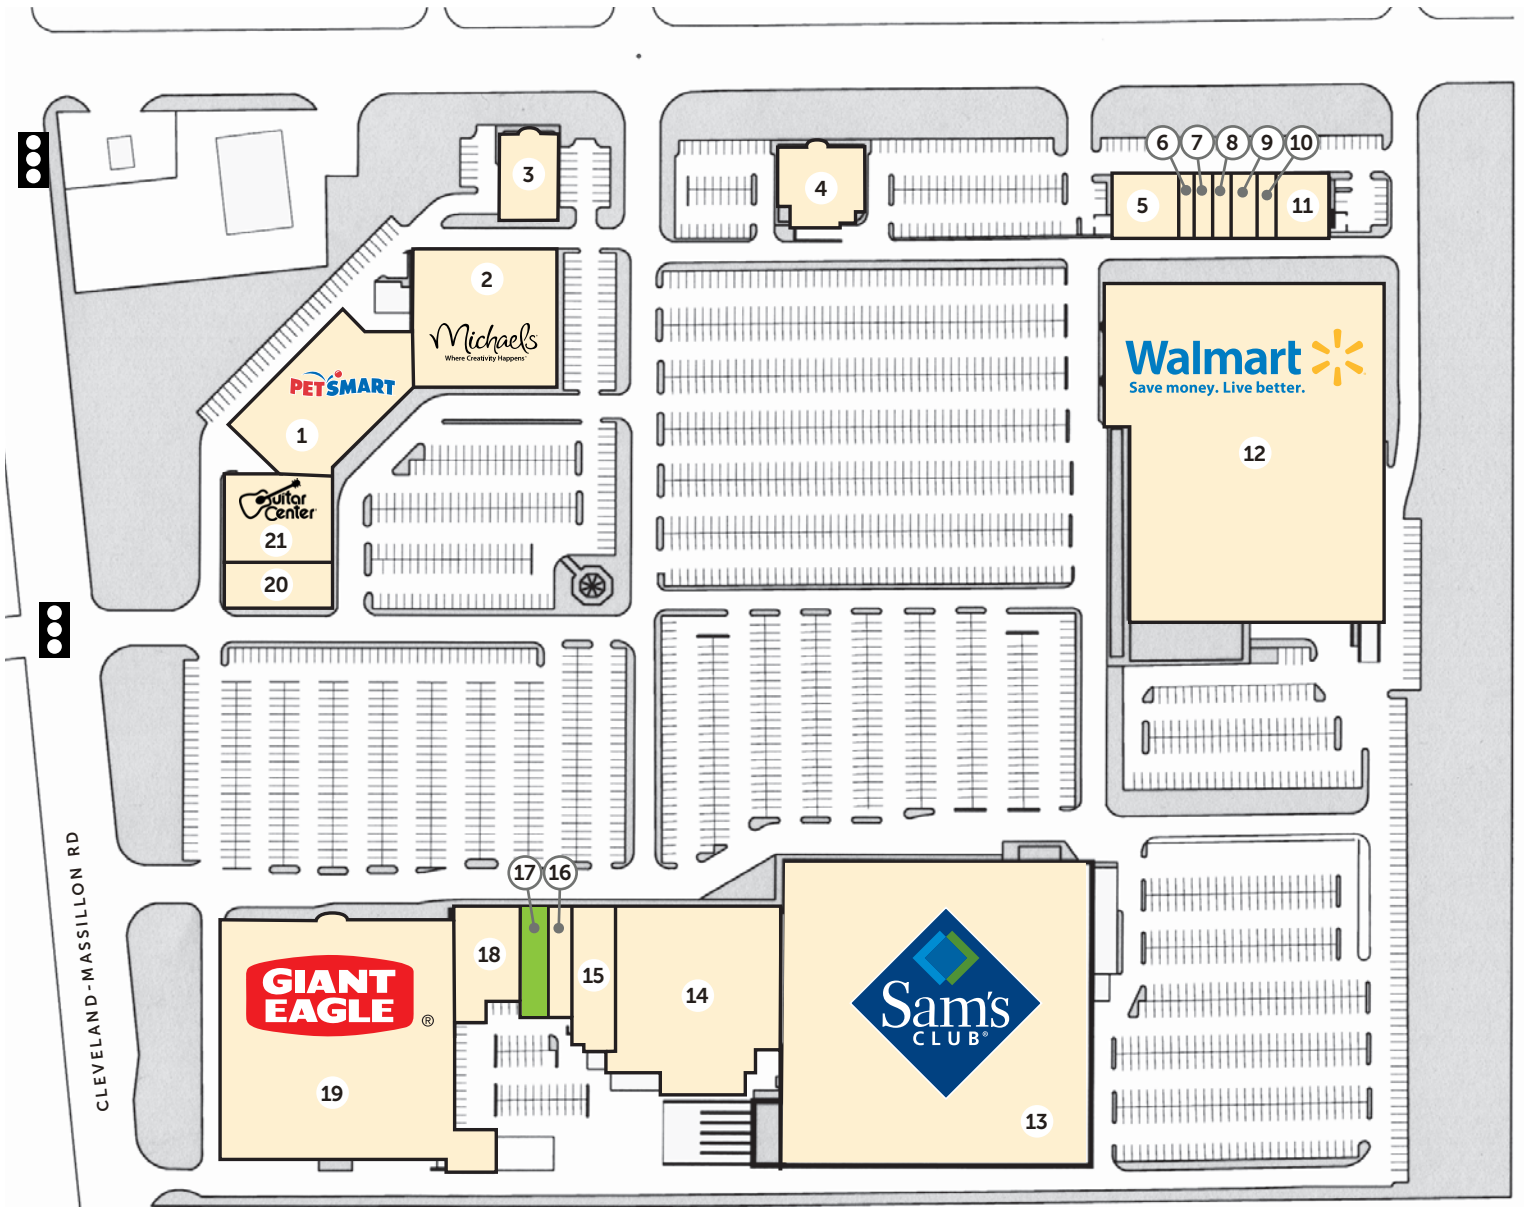 6 7 8 9 10
3
4
5
11
2
Michaels
Where Creativity Happens
PETSMART
1
Walmart
Save money. Live better.
12
Guitar
Center
21
20
CLEVELAND-MASSILLON RD
17 16
18
15
14
GIANT
EAGLE®
19
Sam's
CLUB®
13